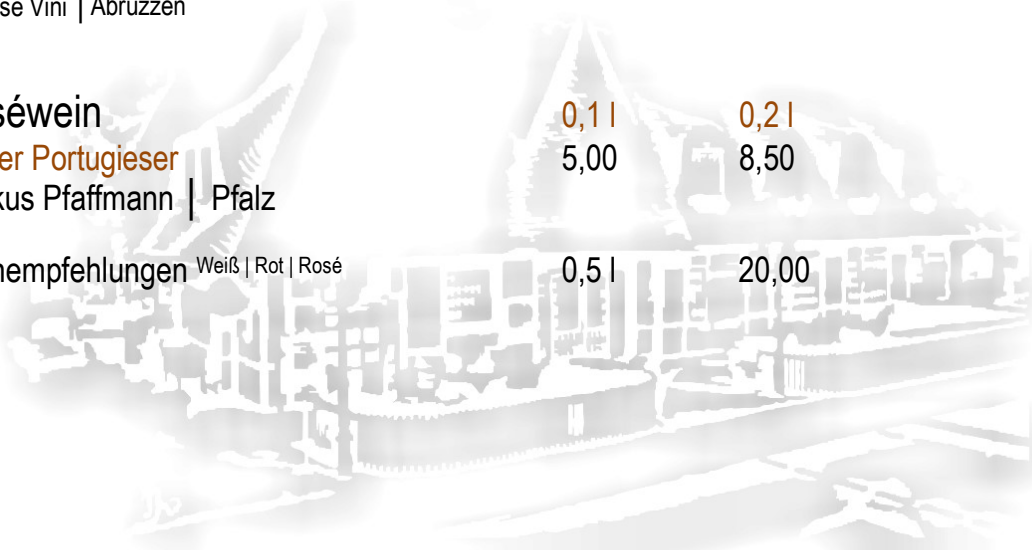 se Vini | Abruzzen
séwein 0,1 l 0,2 l
er Portugieser 5,00 8,50
kus Pfaffmann | Pfalz
nempfehlungen Weiß | Rot | Rosé 0,5 l 20,00